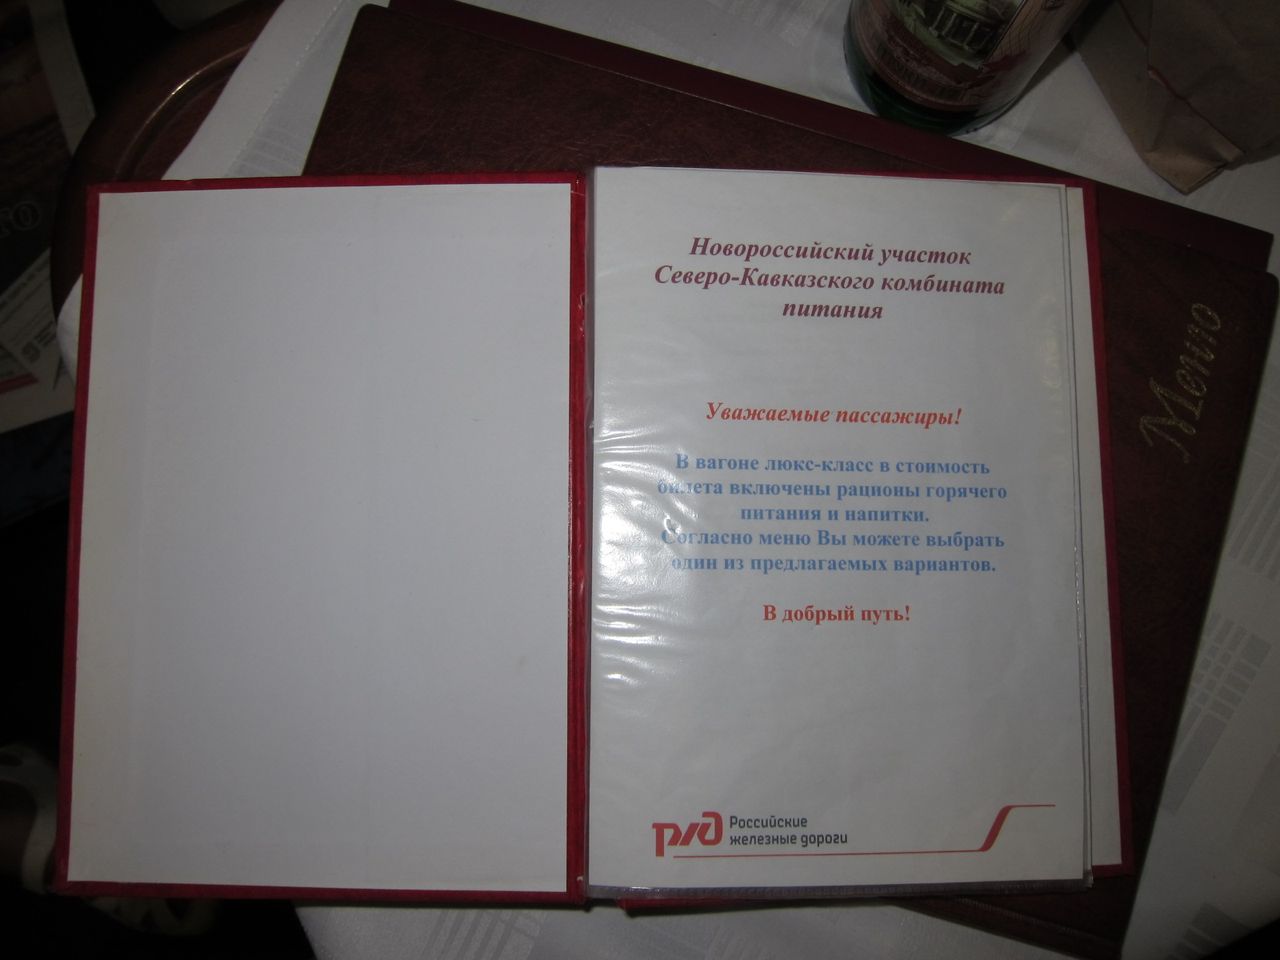 Новороссийский участок
Северо-Кавказского комбината
питания
Уважаемые пассажиры!
В вагоне люкс-класс в стоимость
билета включены рационы горячего
питания и напитки.
Согласно меню Вы можете выбрать
один из предлагаемых вариантов.
В добрый путь!
ржд Российские
железные дороги
Меню